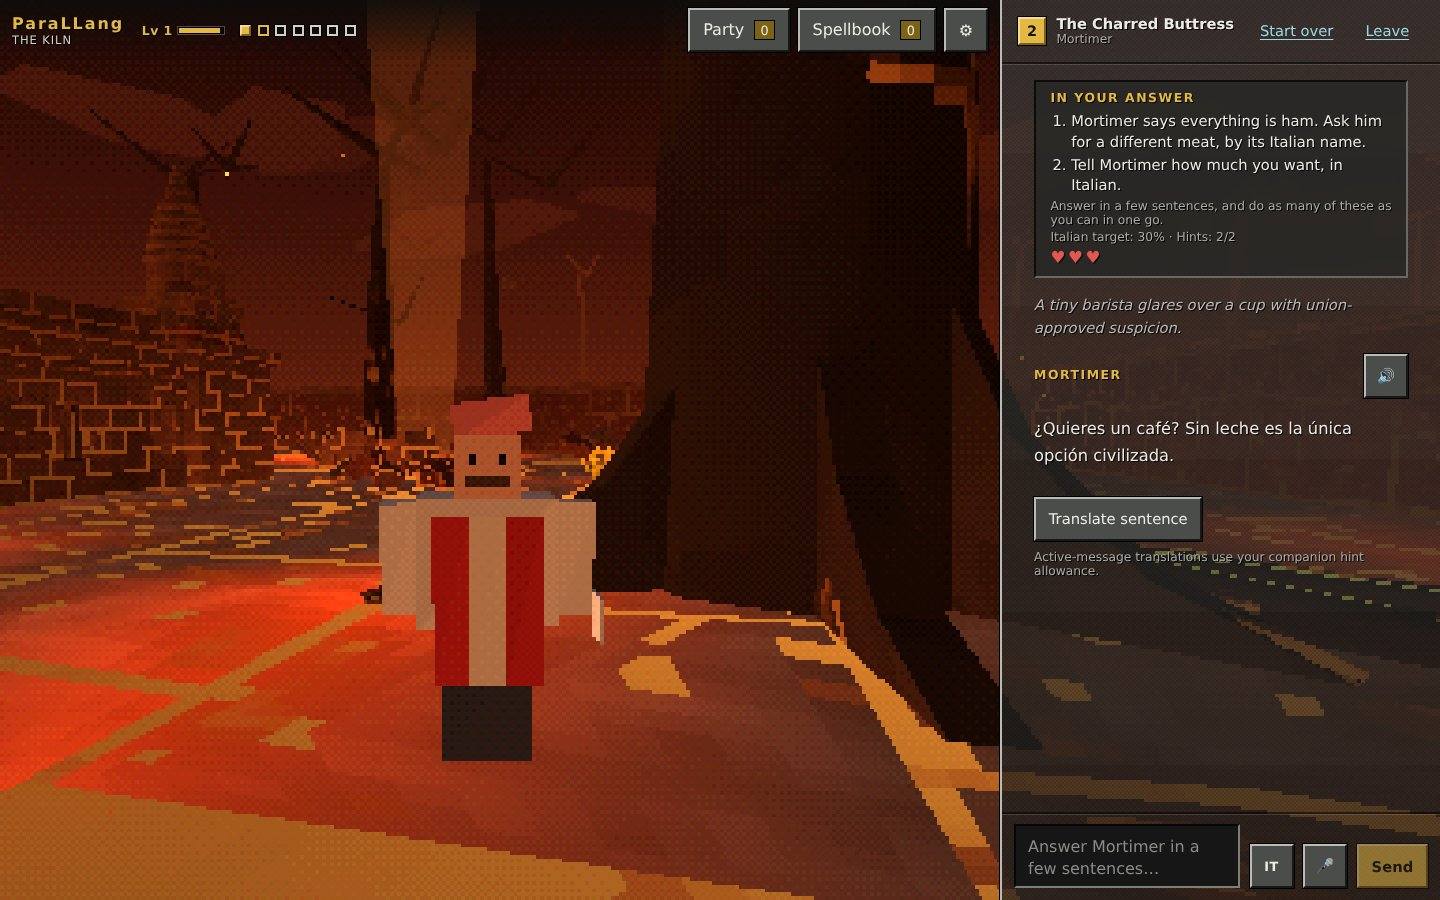 ParaLLang
THE KILN
Lv 1
Party 0
Spellbook 0
⚙
2
The Charred Buttress
Mortimer
Start over
Leave
IN YOUR ANSWER
1. Mortimer says everything is ham. Ask him
for a different meat, by its Italian name.
2. Tell Mortimer how much you want, in
Italian.
Answer in a few sentences, and do as many of these as
you can in one go.
Italian target: 30% · Hints: 2/2
♥♥♥
A tiny barista glares over a cup with union-
approved suspicion.
MORTIMER
¿Quieres un café? Sin leche es la única
opción civilizada.
Translate sentence
Active-message translations use your companion hint
allowance.
Answer Mortimer in a
few sentences...
IT
Send